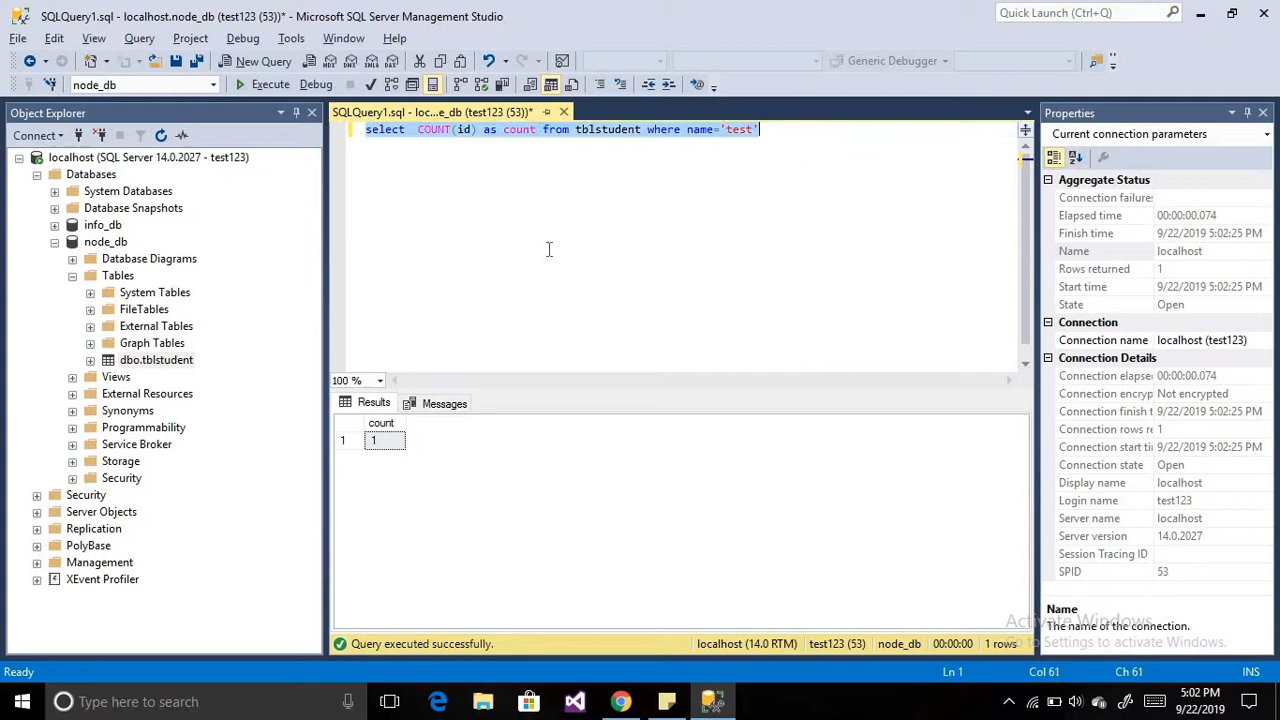 SQLQuery1.sql - localhost.node_db (test123 (53))* - Microsoft SQL Server Management Studio
Quick Launch (Ctrl+Q)
File Edit View Query Project Debug Tools Window Help
New Query
Generic Debugger
node_db
Execute Debug
Object Explorer
SQLQuery1.sql - loc...e_db (test123 (53))*
Properties
Connect
localhost (SQL Server 14.0.2027 - test123)
Databases
System Databases
Database Snapshots
info_db
node_db
Database Diagrams
Tables
System Tables
FileTables
External Tables
Graph Tables
dbo.tblstudent
Views
External Resources
Synonyms
Programmability
Service Broker
Storage
Security
Security
Server Objects
Replication
PolyBase
Management
XEvent Profiler
select COUNT(id) as count from tblstudent where name='test'
100 %
Results
Messages
count
1 1
Query executed successfully.
localhost (14.0 RTM) test123 (53) node_db 00:00:00 1 rows
Current connection parameters
Aggregate Status
Connection failures
Elapsed time 00:00:00.074
Finish time 9/22/2019 5:02:25 PM
Name localhost
Rows returned 1
Start time 9/22/2019 5:02:25 PM
State Open
Connection
Connection name localhost (test123)
Connection Details
Connection elapse 00:00:00.074
Connection encryp Not encrypted
Connection finish t 9/22/2019 5:02:25 PM
Connection rows re 1
Connection start ti 9/22/2019 5:02:25 PM
Connection state Open
Display name localhost
Login name test123
Server name localhost
Server version 14.0.2027
Session Tracing ID
SPID 53
Name
The name of the connection.
Activate Windows
Go to Settings to activate Windows.
Ready
Ln 1 Col 61 Ch 61 INS
Type here to search
5:02 PM
9/22/2019